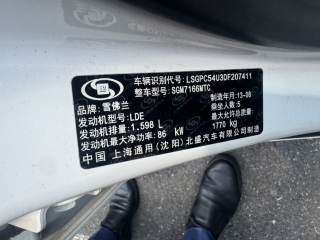 车辆识别代号: LSGPC54U3DF207411
整车型号: SGM7166MTC
品牌: 雪佛兰 制造年月: 13-08
发动机型号: LDE 乘坐人数: 5
发动机排量: 1.598 L 最大允许总质量:
发动机最大净功率: 86 kW 1770 kg
中国 上海通用(沈阳)北盛汽车有限公司制造